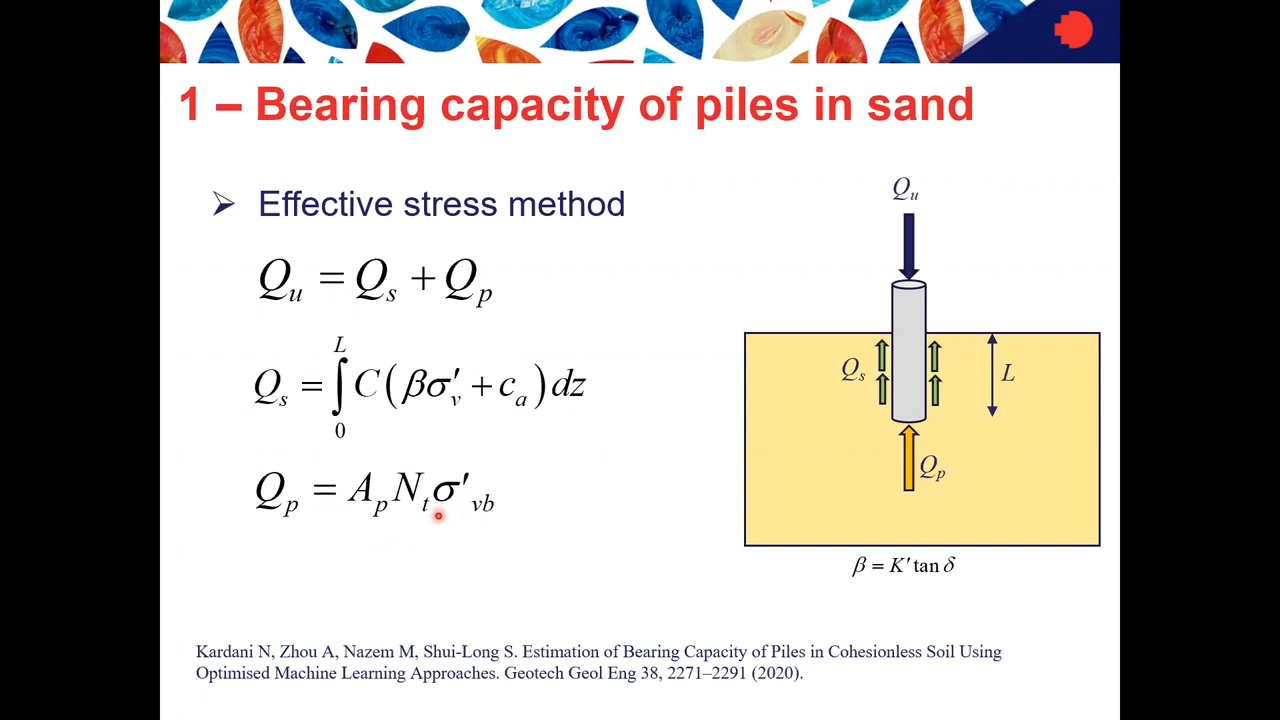 1 – Bearing capacity of piles in sand
➢ Effective stress method
Q_u = Q_s + Q_p
Q_s = ∫_0^L C(βσ′_v + c_a)dz
Q_p = A_p N_t σ′_vb
Q_u
Q_s
L
Q_p
β = K′ tan δ
Kardani N, Zhou A, Nazem M, Shui-Long S. Estimation of Bearing Capacity of Piles in Cohesionless Soil Using
Optimised Machine Learning Approaches. Geotech Geol Eng 38, 2271–2291 (2020).